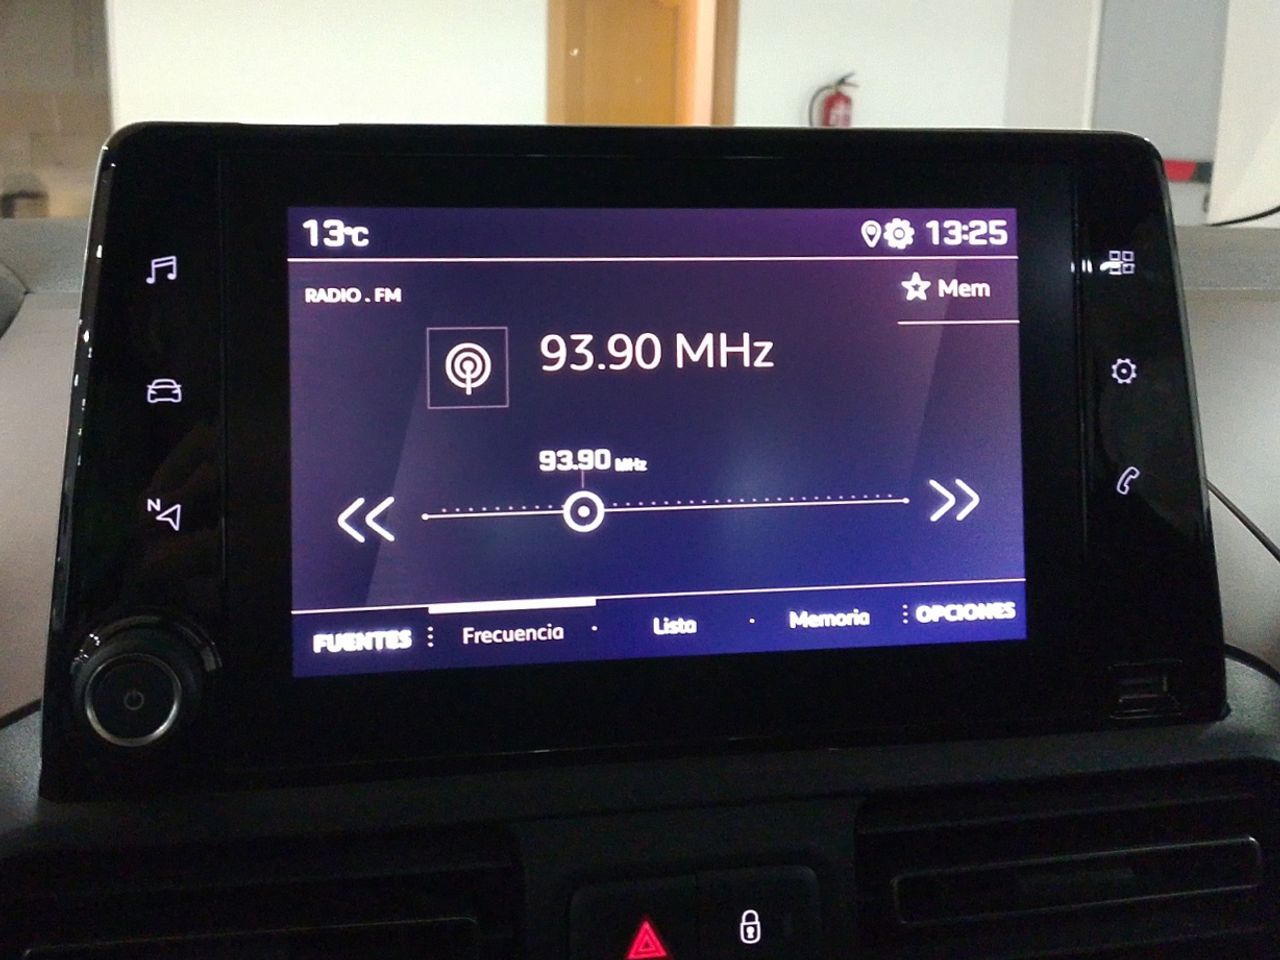 13°C 13:25
RADIO . FM
Mem
93.90 MHz
93.90 MHz
N
FUENTES Frecuencia · Lista · Memoria OPCIONES